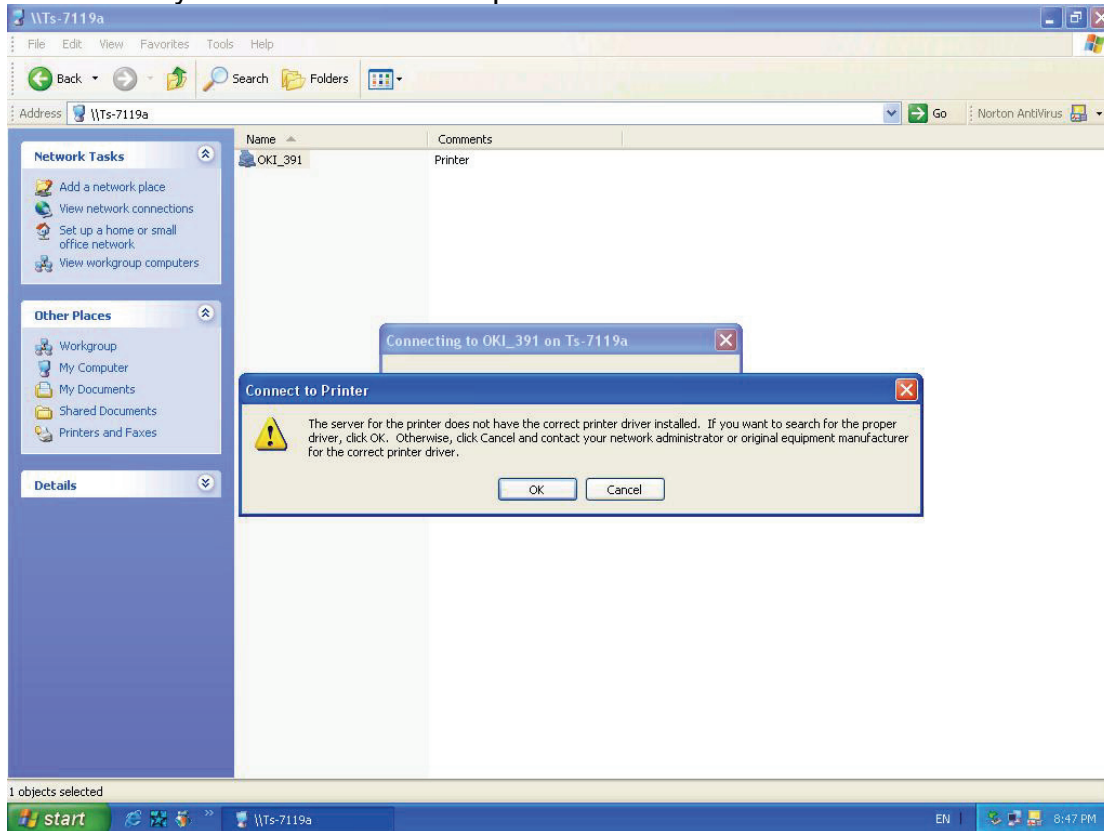 \\Ts-7119a
File Edit View Favorites Tools Help
Back Search Folders
Address \\Ts-7119a Go Norton AntiVirus
Name Comments
OKI_391 Printer
Network Tasks
Add a network place
View network connections
Set up a home or small
office network
View workgroup computers
Other Places
Workgroup
My Computer
My Documents
Shared Documents
Printers and Faxes
Details
Connecting to OKI_391 on Ts-7119a
Connect to Printer
The server for the printer does not have the correct printer driver installed. If you want to search for the proper
driver, click OK. Otherwise, click Cancel and contact your network administrator or original equipment manufacturer
for the correct printer driver.
OK Cancel
1 objects selected
start \\Ts-7119a EN 8:47 PM